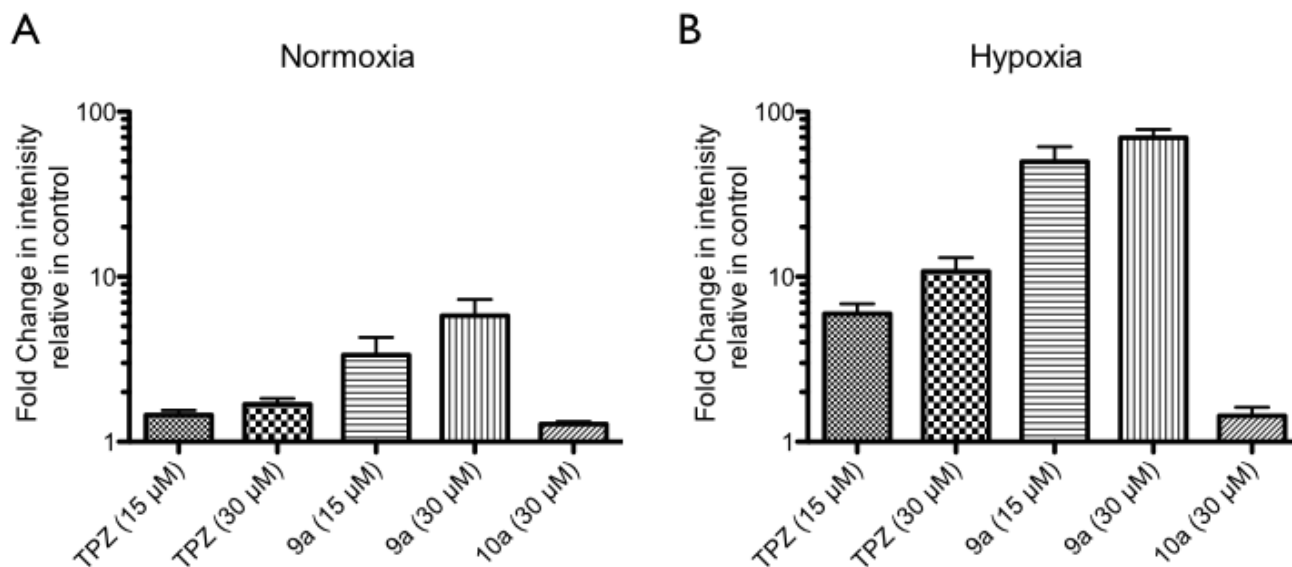 A
Normoxia
Fold Change in intenisity
relative in control
100
10
1
TPZ (15 µM)
TPZ (30 µM)
9a (15 µM)
9a (30 µM)
10a (30 µM)
B
Hypoxia
Fold Change in intenisity
relative in control
100
10
1
TPZ (15 µM)
TPZ (30 µM)
9a (15 µM)
9a (30 µM)
10a (30 µM)